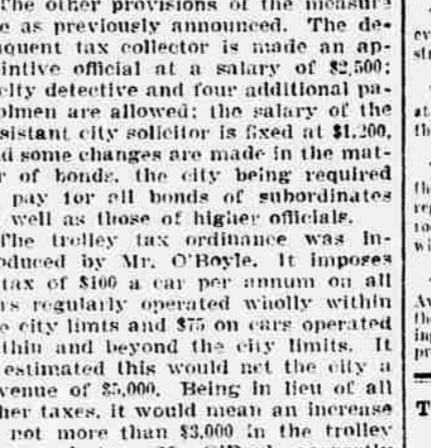 The other provisions of the measure
e as previously announced. The de-
quent tax collector is made an ap-
intive official at a salary of $2,500;
city detective and four additional pa-
olmen are allowed; the salary of the
sistant city solicitor is fixed at $1,200,
d some changes are made in the mat-
r of bonds, the city being required
pay for all bonds of subordinates
well as those of higher officials.
The trolley tax ordinance was in-
oduced by Mr. O'Boyle. It imposes
tax of $100 a car per annum on all
rs regularly operated wholly within
e city limts and $75 on cars operated
thin and beyond the city limits. It
estimated this would net the city a
venue of $5,000. Being in lieu of all
her taxes, it would mean an increase
not more than $3,000 in the trolley